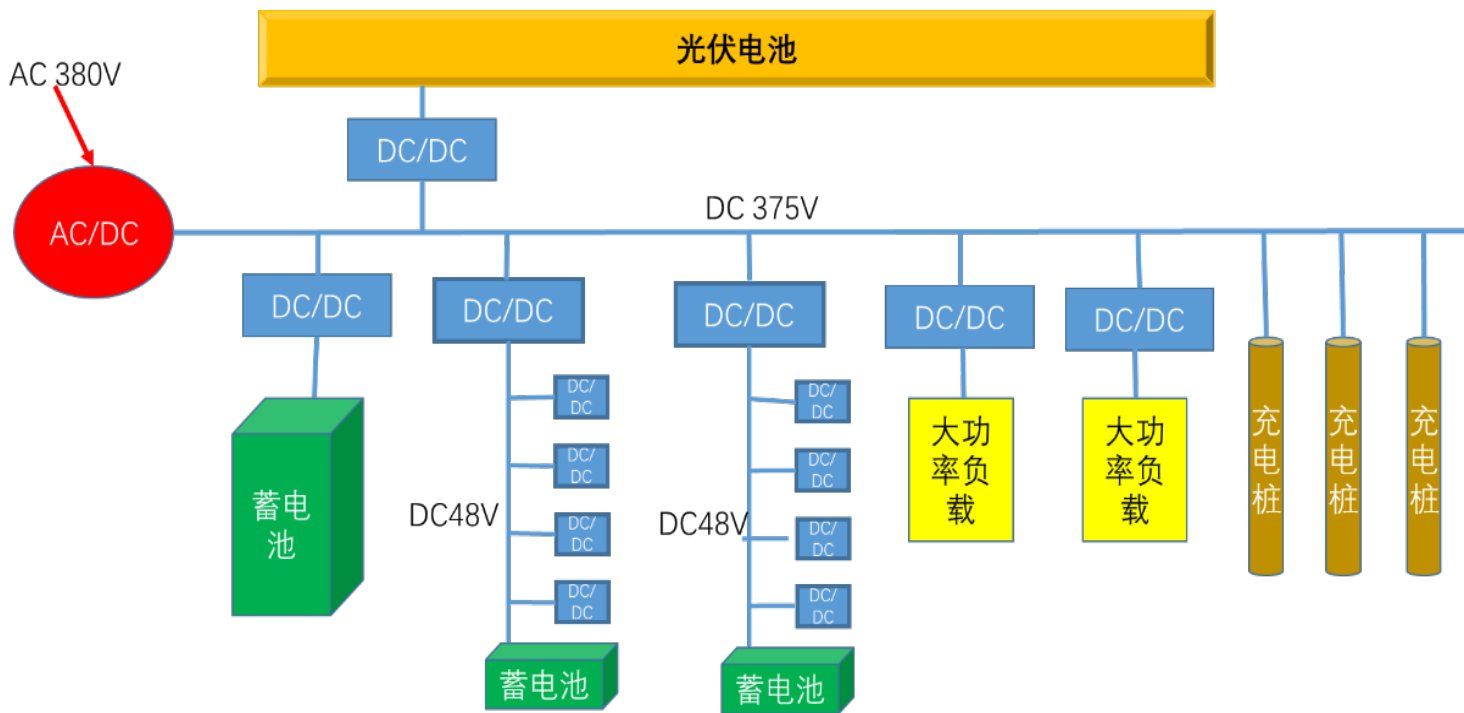 光伏电池
AC 380V
DC/DC
AC/DC
DC 375V
DC/DC
DC/DC
DC/DC
DC/DC
DC/DC
蓄电
池
DC48V
DC/
DC
DC/
DC
DC/
DC
DC/
DC
蓄电池
DC48V
DC/
DC
DC/
DC
DC/
DC
DC/
DC
蓄电池
大功
率负
载
大功
率负
载
充
电
桩
充
电
桩
充
电
桩